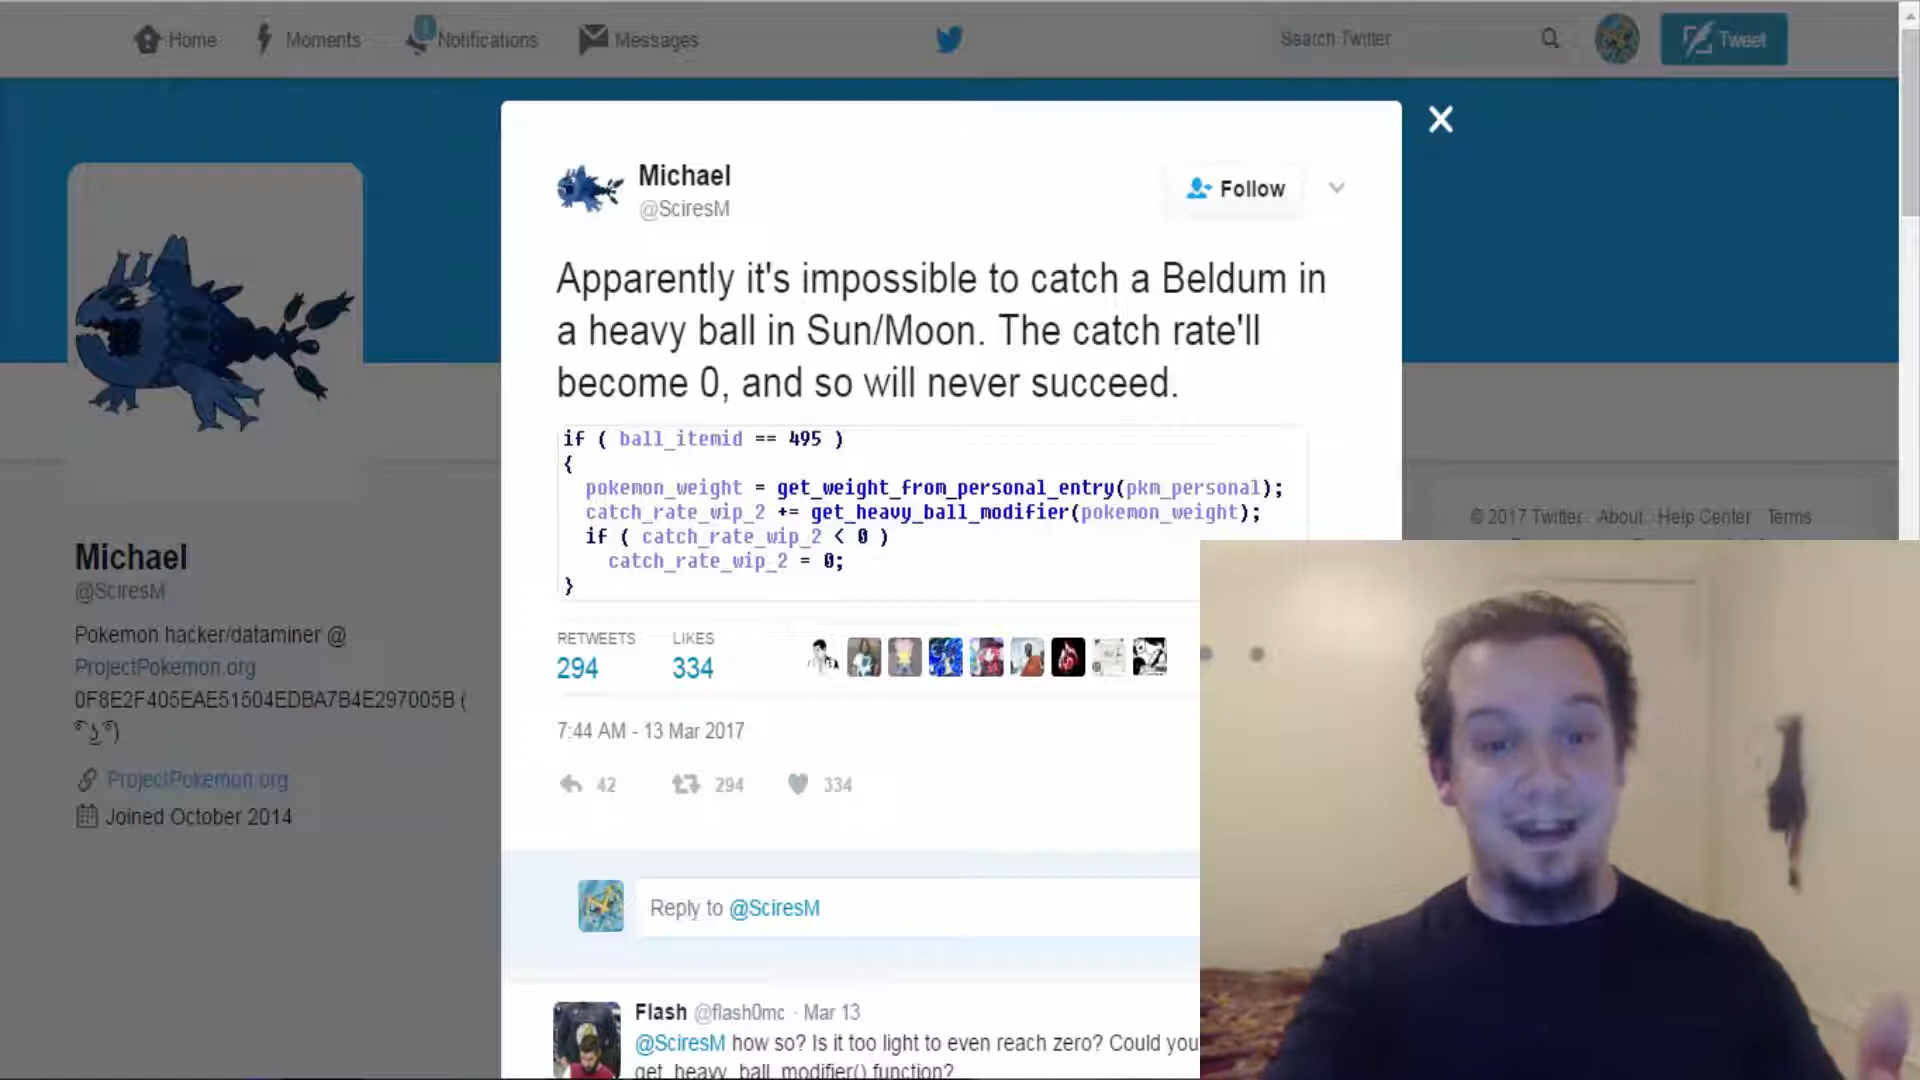 Home
Moments
1
Notifications
Messages
Search Twitter
Tweet
Michael
@SciresM
Follow
Apparently it's impossible to catch a Beldum in
a heavy ball in Sun/Moon. The catch rate'll
become 0, and so will never succeed.
if ( ball_itemid == 495 )
{
pokemon_weight = get_weight_from_personal_entry(pkm_personal);
catch_rate_wip_2 += get_heavy_ball_modifier(pokemon_weight);
if ( catch_rate_wip_2 < 0 )
catch_rate_wip_2 = 0;
}
RETWEETS
LIKES
294
334
7:44 AM - 13 Mar 2017
42
294
334
Reply to @SciresM
Flash @flash0mc · Mar 13
@SciresM how so? Is it too light to even reach zero? Could you
get_heavy_ball_modifier() function?
Michael
@SciresM
Pokemon hacker/dataminer @
ProjectPokemon.org
0F8E2F405EAE51504EDBA7B4E297005B (
͡° ͜ʖ ͡°)
ProjectPokemon.org
Joined October 2014
© 2017 Twitter About Help Center Terms